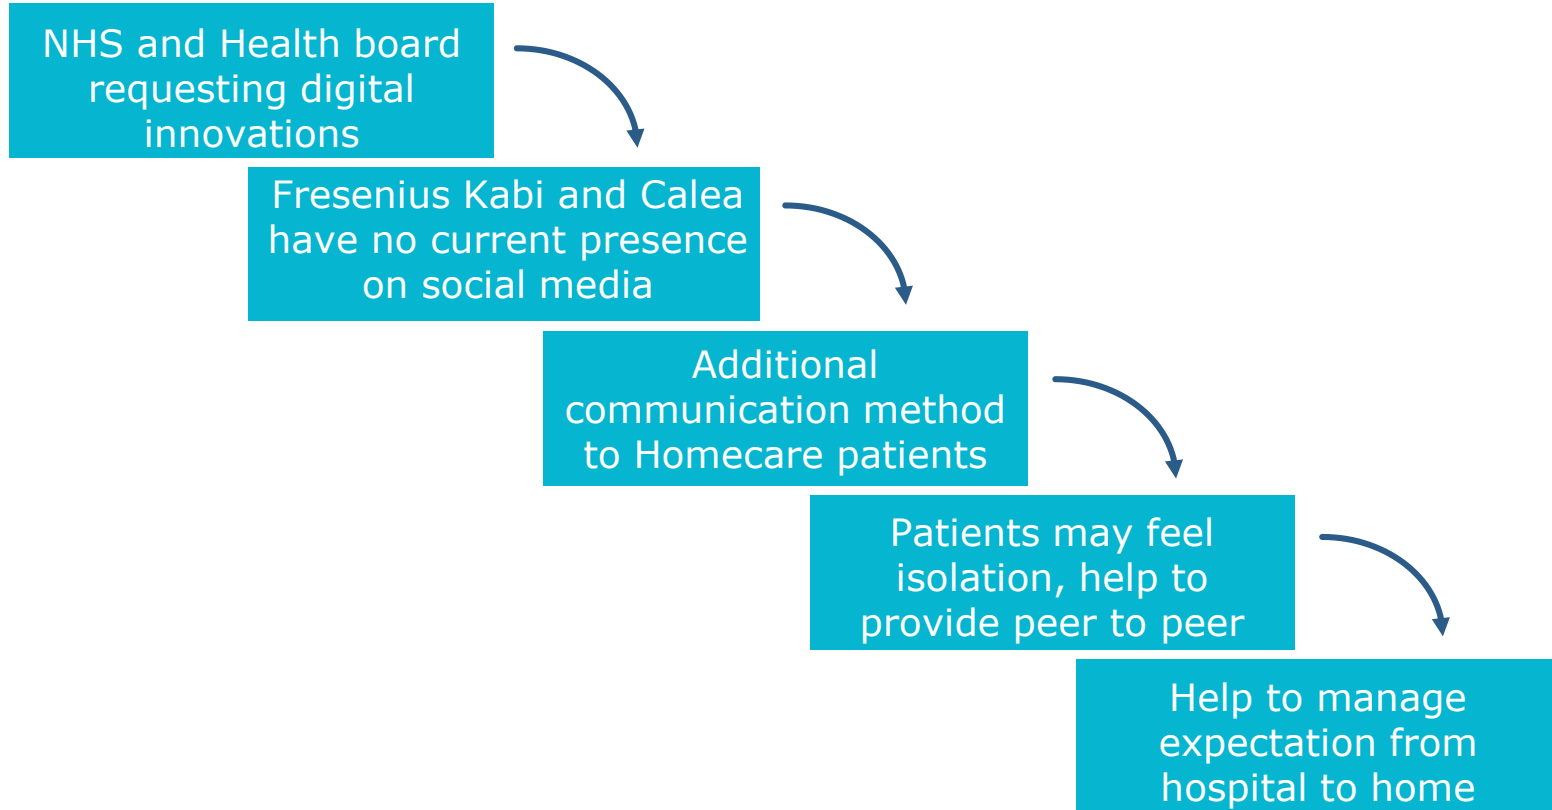 NHS and Health board
requesting digital
innovations
Fresenius Kabi and Calea
have no current presence
on social media
Additional
communication method
to Homecare patients
Patients may feel
isolation, help to
provide peer to peer
Help to manage
expectation from
hospital to home